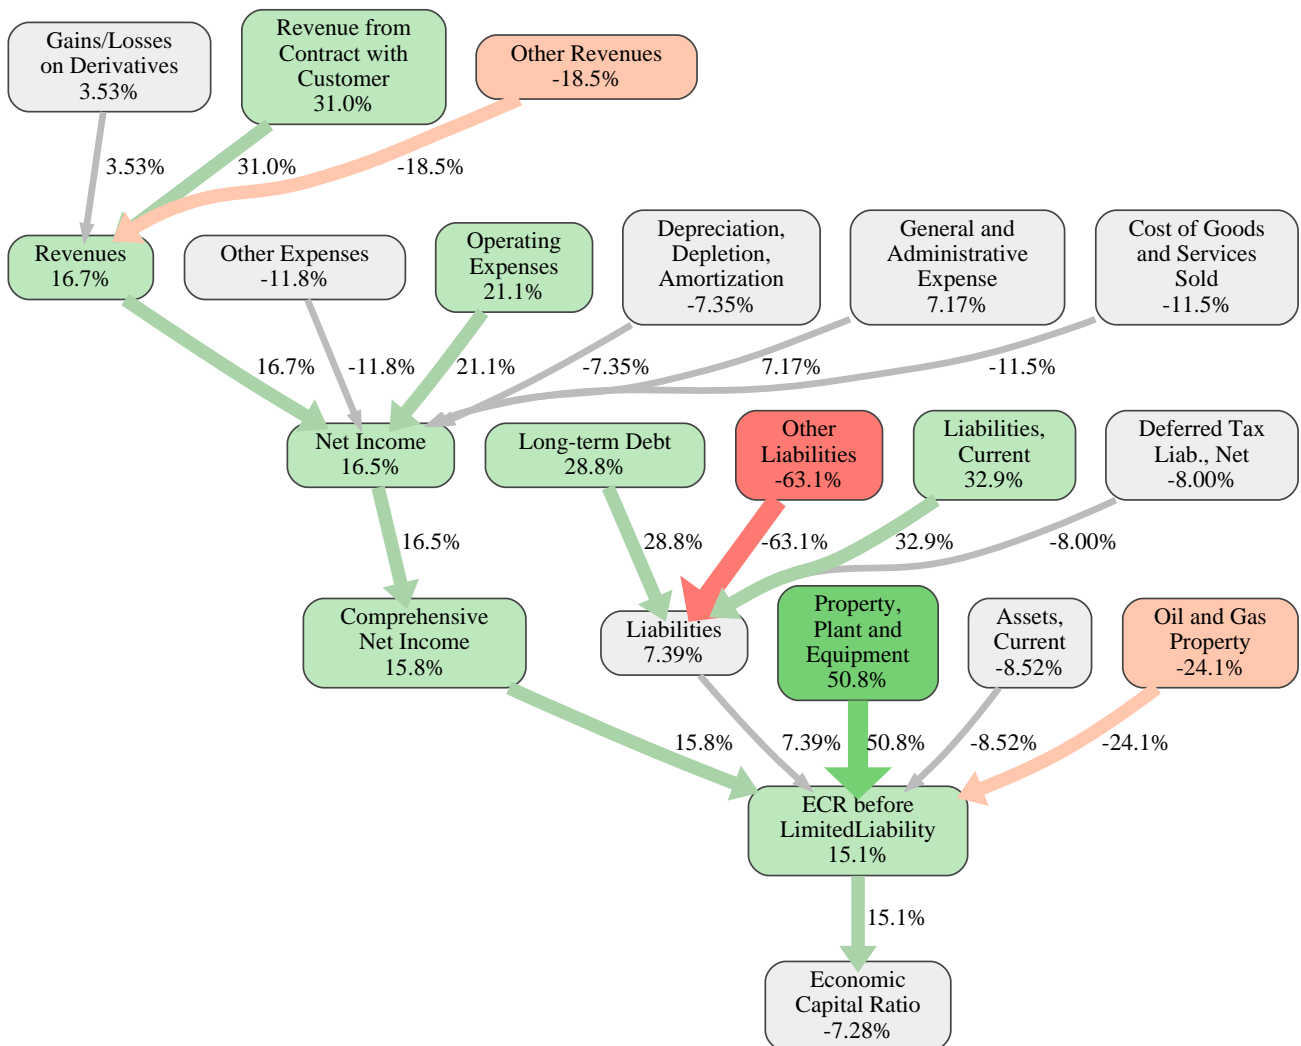 Gains/Losses
on Derivatives
3.53%
Revenue from
Contract with
Customer
31.0%
Other Revenues
-18.5%
3.53%
31.0%
-18.5%
Revenues
16.7%
Other Expenses
-11.8%
Operating
Expenses
21.1%
Depreciation,
Depletion,
Amortization
-7.35%
General and
Administrative
Expense
7.17%
Cost of Goods
and Services
Sold
-11.5%
16.7%
-11.8%
21.1%
-7.35%
7.17%
-11.5%
Net Income
16.5%
Long-term Debt
28.8%
Other
Liabilities
-63.1%
Liabilities,
Current
32.9%
Deferred Tax
Liab., Net
-8.00%
16.5%
28.8%
-63.1%
32.9%
-8.00%
Comprehensive
Net Income
15.8%
Liabilities
7.39%
Property,
Plant and
Equipment
50.8%
Assets,
Current
-8.52%
Oil and Gas
Property
-24.1%
15.8%
7.39%
50.8%
-8.52%
-24.1%
ECR before
LimitedLiability
15.1%
15.1%
Economic
Capital Ratio
-7.28%